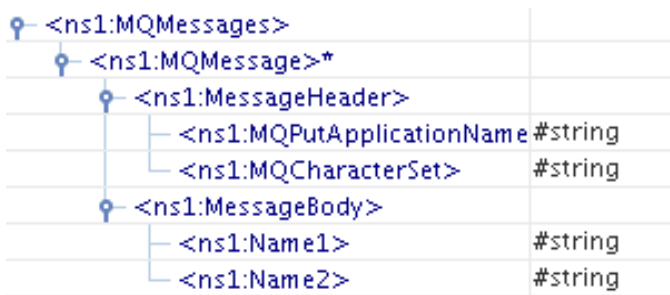 <ns1:MQMessages>
<ns1:MQMessage>*
<ns1:MessageHeader>
<ns1:MQPutApplicationName #string
<ns1:MQCharacterSet> #string
<ns1:MessageBody>
<ns1:Name1> #string
<ns1:Name2> #string